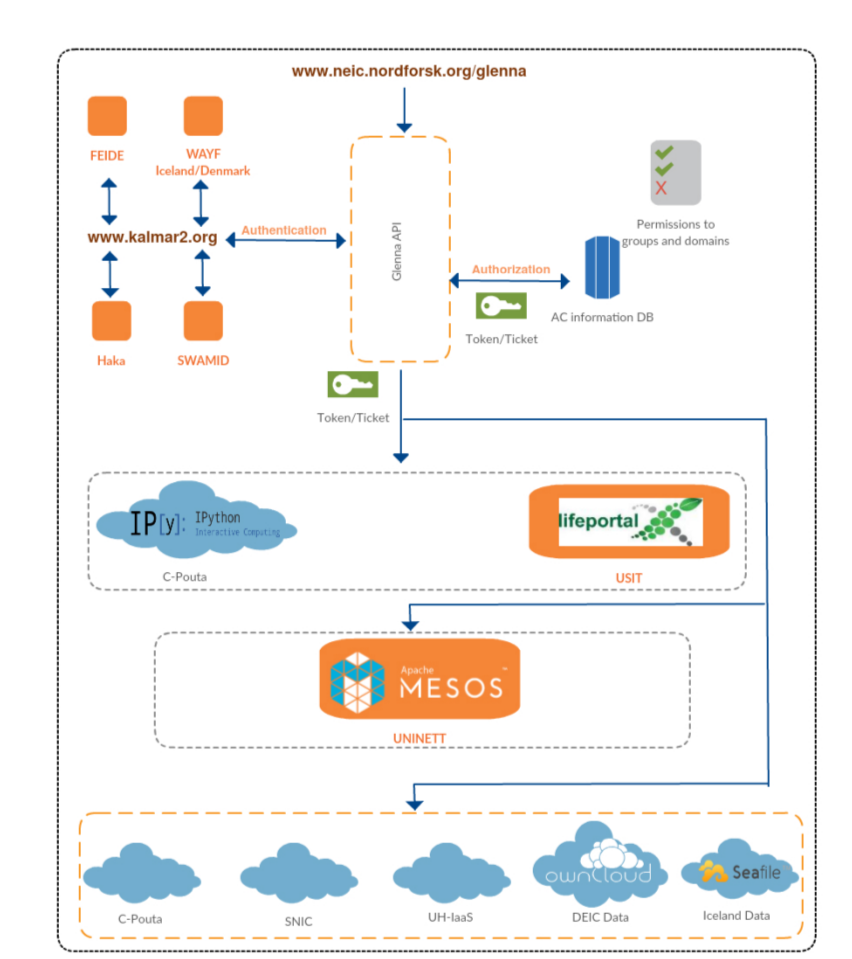 www.neic.nordforsk.org/glenna
FEIDE
WAYF
Iceland/Denmark
www.kalmar2.org
Authentication
Haka
SWAMID
Glenna API
X
Permissions to
groups and domains
Authorization
AC information DB
Token/Ticket
Token/Ticket
IP[y]:
IPython
Interactive Computing
C-Pouta
lifeportal
USIT
Apache
MESOS™
UNINETT
C-Pouta
SNIC
UH-IaaS
ownCloud
DEIC Data
Seafile
Iceland Data